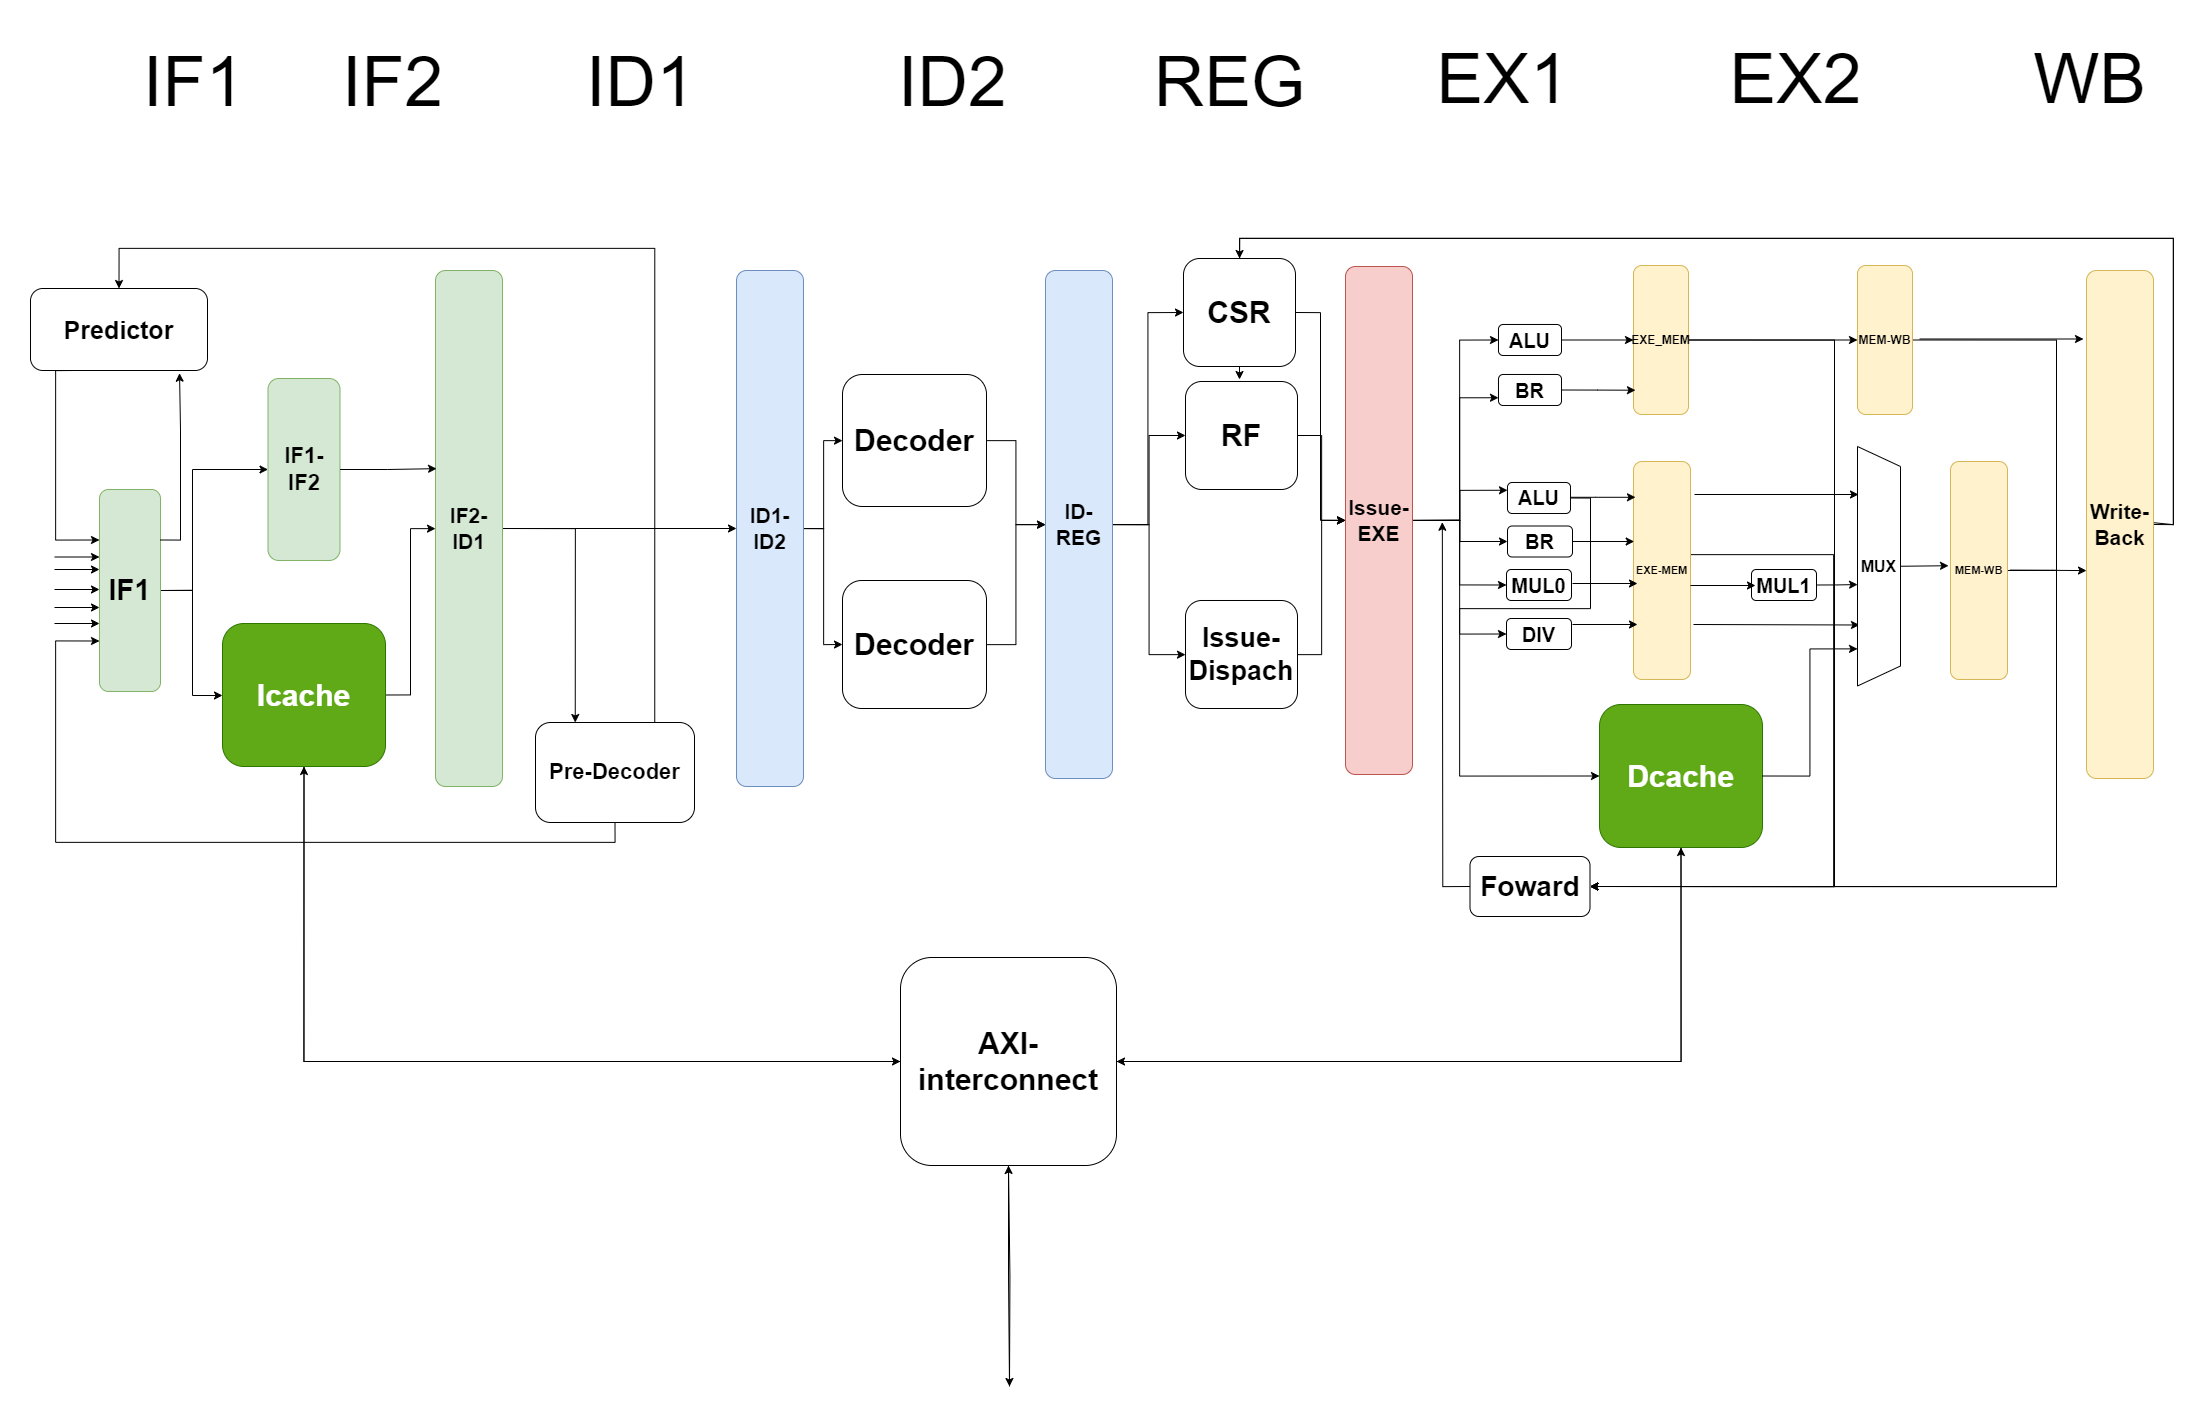 IF1
IF2
ID1
ID2
REG
EX1
EX2
WB
Predictor
IF1
IF1-
IF2
Icache
IF2-
ID1
Pre-Decoder
ID1-
ID2
Decoder
Decoder
ID-
REG
CSR
RF
Issue-
Dispach
Issue-
EXE
ALU
BR
ALU
BR
MUL0
DIV
EXE_MEM
EXE-MEM
MUL1
Dcache
Foward
MEM-WB
MUX
MEM-WB
Write-
Back
AXI-
interconnect